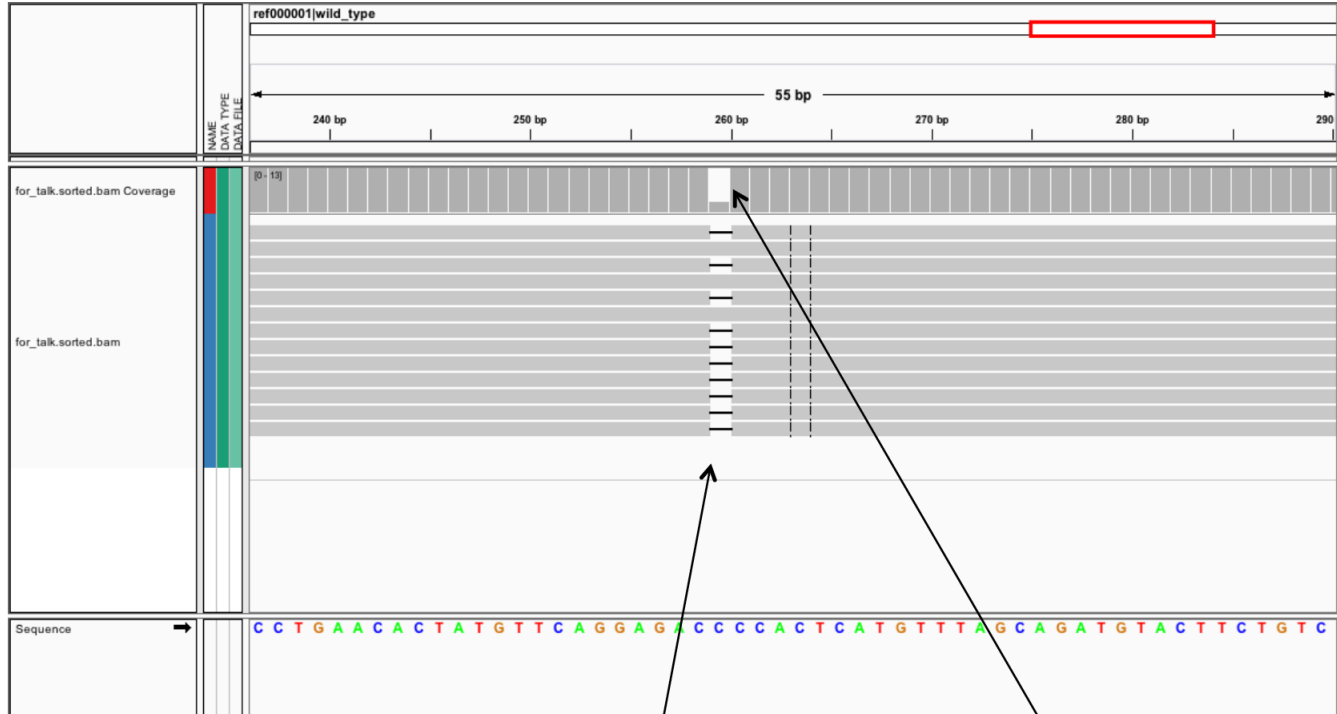 ref000001|wild_type
NAME
DATA TYPE
DATA FILE
55 bp
240 bp 250 bp 260 bp 270 bp 280 bp 290
for_talk.sorted.bam Coverage
[0 - 13]
for_talk.sorted.bam
Sequence
C C T G A A C A C T A T G T T C A G G A G A C C C C A C T C A T G T T T A G C A G A T G T A C T T C T G T C